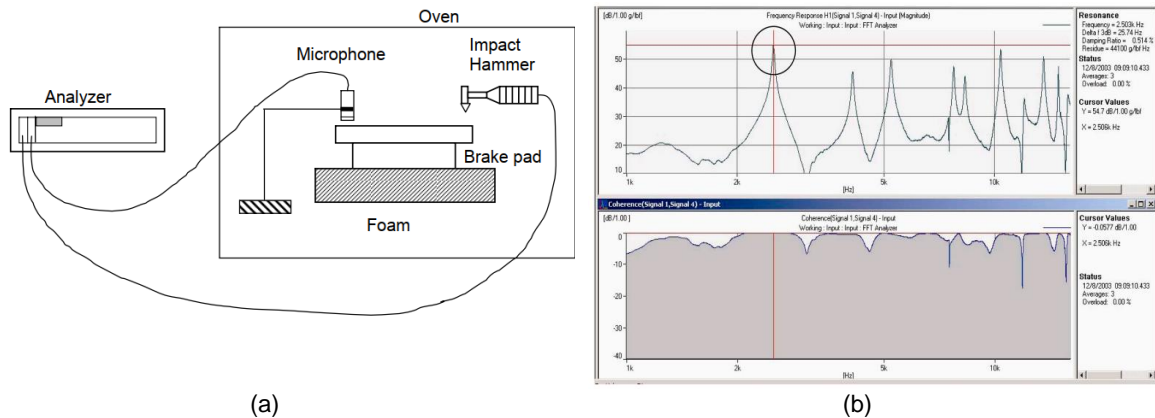 Oven
Microphone
Impact
Hammer
Analyzer
Brake pad
Foam
(a)
[dB/1.00 g/lbf]
Frequency Response H1(Signal 1,Signal 4) - Input (Magnitude)
Working : Input : Input : FFT Analyzer
50
40
30
20
10
1k
2k
5k
10k
[Hz]
Resonance
Frequency = 2.503k Hz
Delta f 3dB = 25.74 Hz
Damping Ratio = 0.514 %
Residue = 44100 g/lbf Hz
Status
12/8/2003 09:09:10.433
Averages: 3
Overload: 0.00 %
Cursor Values
Y = 54.7 dB/1.00 g/lbf
X = 2.506k Hz
Coherence(Signal 1,Signal 4) - Input
[dB/1.00 ]
Coherence(Signal 1,Signal 4) - Input
Working : Input : Input : FFT Analyzer
0
-10
-20
-30
-40
1k
2k
5k
10k
[Hz]
Cursor Values
Y = -0.0577 dB/1.00
X = 2.506k Hz
Status
12/8/2003 09:09:10.433
Averages: 3
Overload: 0.00 %
(b)